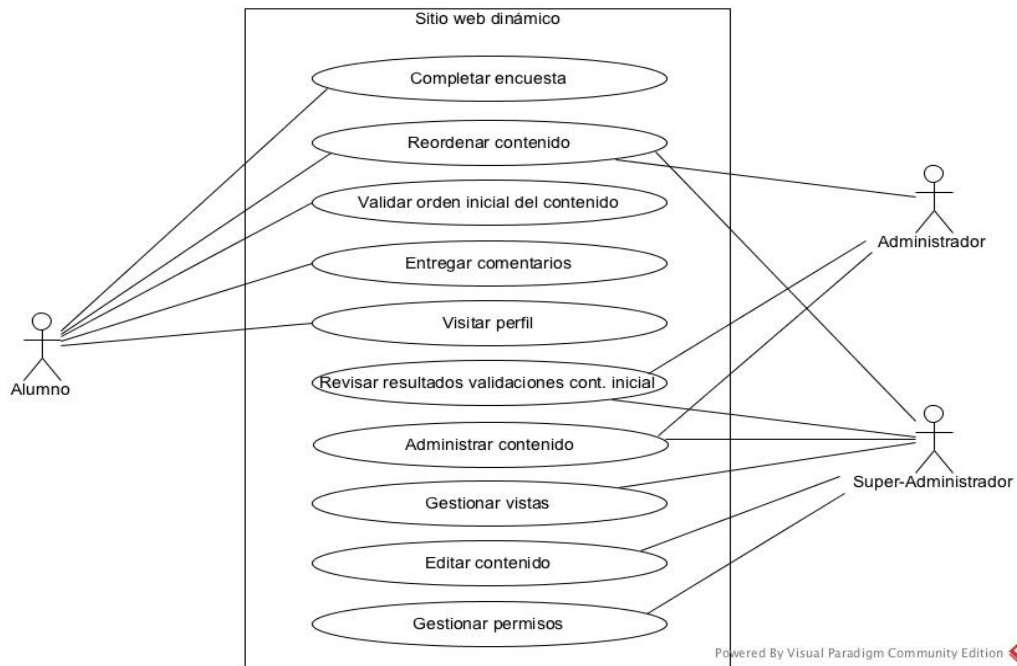 Sitio web dinámico
Completar encuesta
Reordenar contenido
Validar orden inicial del contenido
Administrador
Entregar comentarios
Visitar perfil
Alumno
Revisar resultados validaciones cont. inicial
Administrar contenido
Super-Administrador
Gestionar vistas
Editar contenido
Gestionar permisos
Powered By Visual Paradigm Community Edition